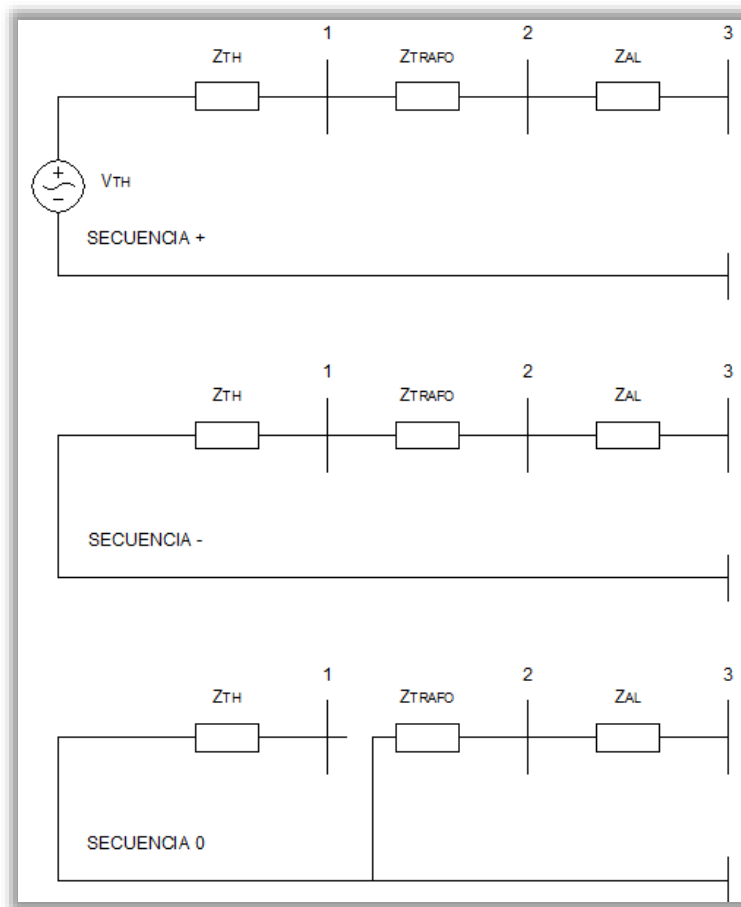 1 2 3
ZTH ZTRAFO ZAL
VTH
SECUENCIA +
1 2 3
ZTH ZTRAFO ZAL
SECUENCIA -
1 2 3
ZTH ZTRAFO ZAL
SECUENCIA 0